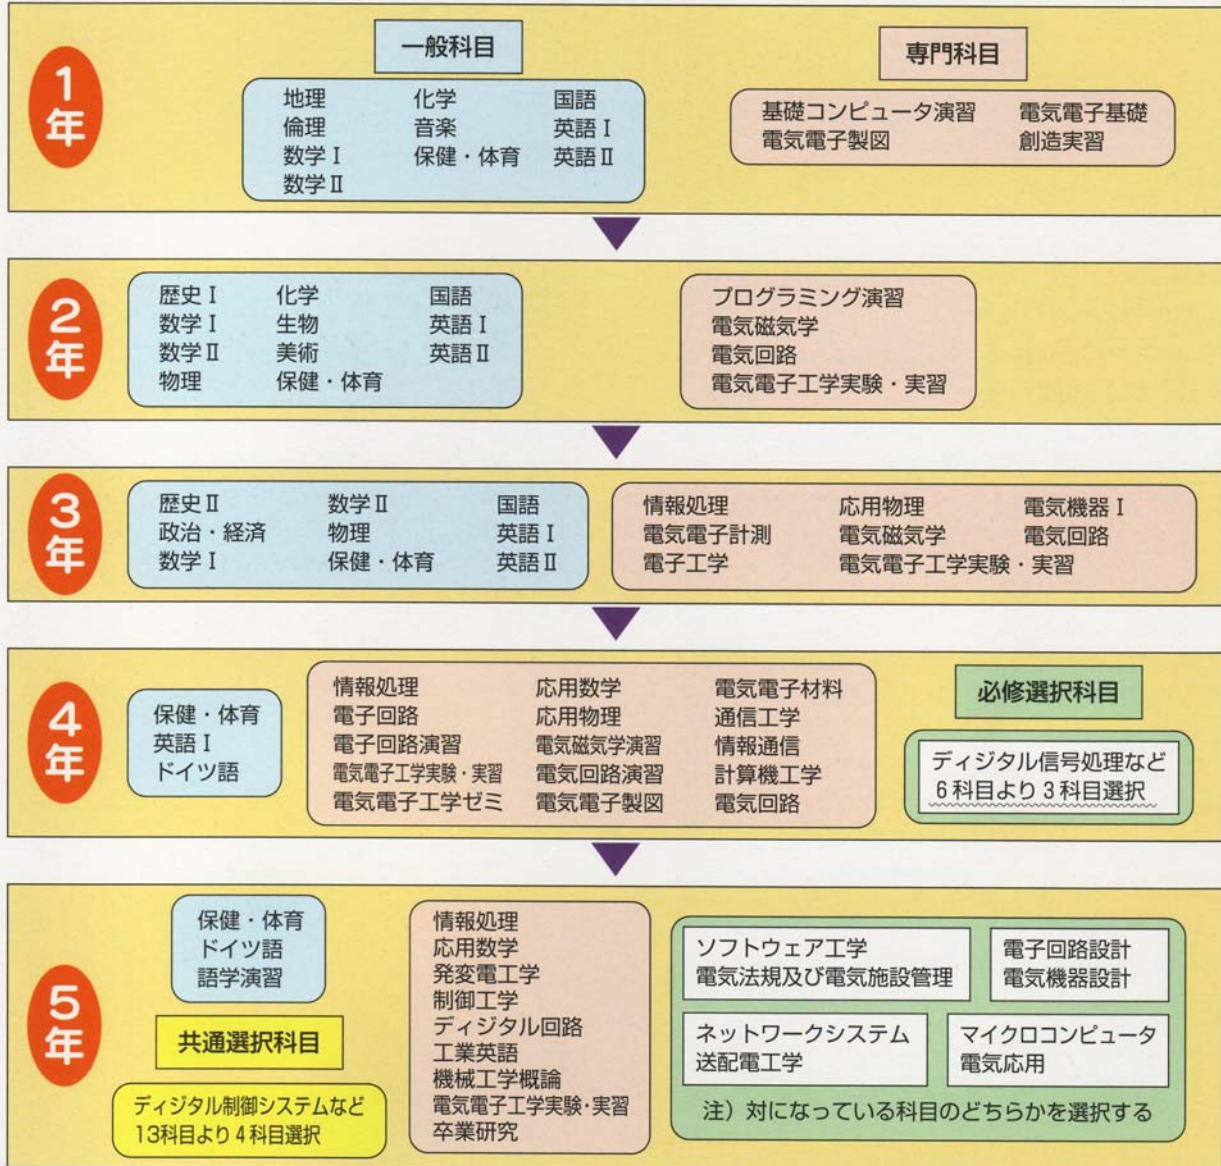 1年
一般科目
地理 化学 国語
倫理 音楽 英語Ⅰ
数学Ⅰ 保健・体育 英語Ⅱ
数学Ⅱ
専門科目
基礎コンピュータ演習 電気電子基礎
電気電子製図 創造実習
2年
歴史Ⅰ 化学 国語
数学Ⅰ 生物 英語Ⅰ
数学Ⅱ 美術 英語Ⅱ
物理 保健・体育
プログラミング演習
電気磁気学
電気回路
電気電子工学実験・実習
3年
歴史Ⅱ 数学Ⅱ 国語
政治・経済 物理 英語Ⅰ
数学Ⅰ 保健・体育 英語Ⅱ
情報処理 応用物理 電気機器Ⅰ
電気電子計測 電気磁気学 電気回路
電子工学 電気電子工学実験・実習
4年
保健・体育
英語Ⅰ
ドイツ語
情報処理 応用数学 電気電子材料
電子回路 応用物理 通信工学
電子回路演習 電気磁気学演習 情報通信
電気電子工学実験・実習 電気回路演習 計算機工学
電気電子工学ゼミ 電気電子製図 電気回路
必修選択科目
ディジタル信号処理など
6科目より3科目選択
5年
保健・体育
ドイツ語
語学演習
共通選択科目
ディジタル制御システムなど
13科目より4科目選択
情報処理
応用数学
発変電工学
制御工学
ディジタル回路
工業英語
機械工学概論
電気電子工学実験・実習
卒業研究
ソフトウェア工学
電気法規及び電気施設管理
電子回路設計
電気機器設計
ネットワークシステム
送配電工学
マイクロコンピュータ
電気応用
注）対になっている科目のどちらかを選択する